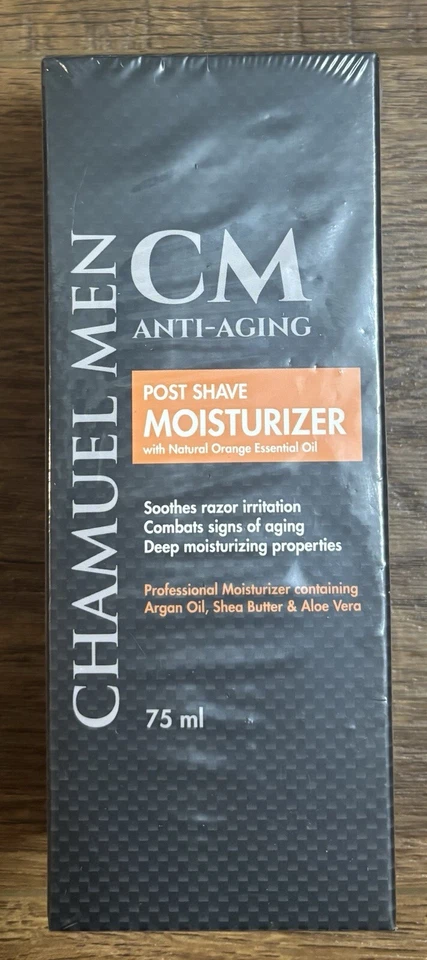 CHAMUEL MEN
CM
ANTI-AGING
POST SHAVE
MOISTURIZER
with Natural Orange Essential Oil
Soothes razor irritation
Combats signs of aging
Deep moisturizing properties
Professional Moisturizer containing
Argan Oil, Shea Butter & Aloe Vera
75 ml